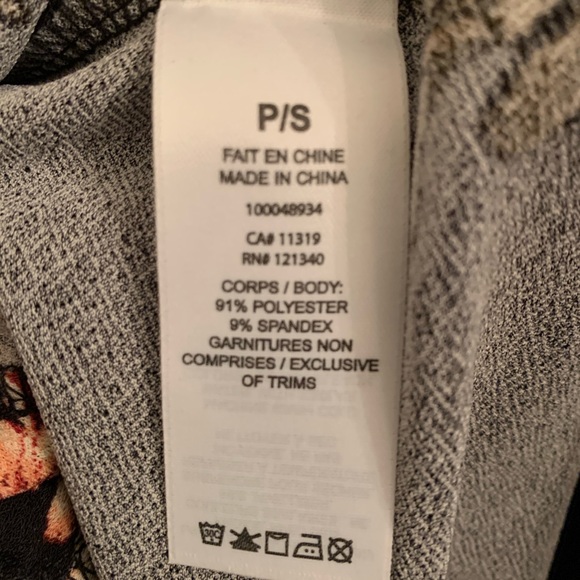 P/S
FAIT EN CHINE
MADE IN CHINA
100048934
CA# 11319
RN# 121340
CORPS / BODY:
91% POLYESTER
9% SPANDEX
GARNITURES NON
COMPRISES / EXCLUSIVE
OF TRIMS